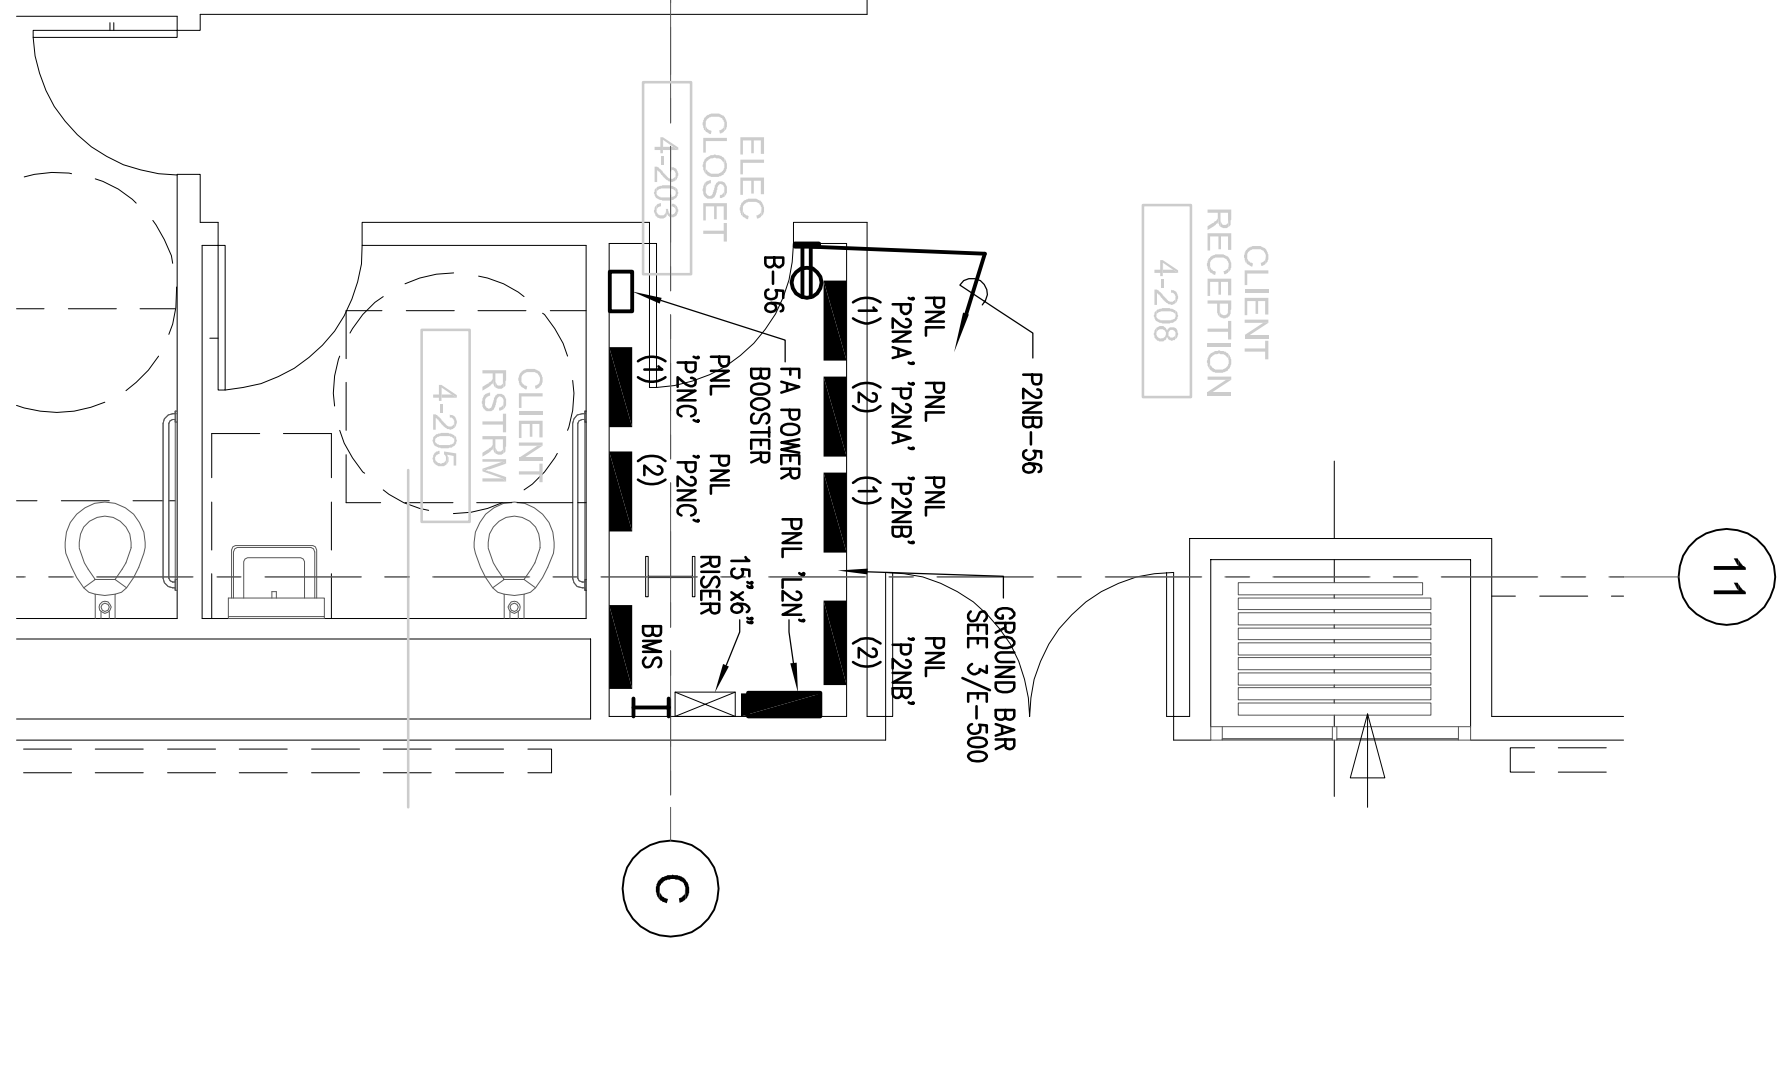 ELEC
CLOSET
4-203
CLIENT
RECEPTION
4-208
CLIENT
RSTRM
4-205
B-56
PNL
'P2NA'
(1)
PNL
'P2NA'
(2)
PNL
'P2NB'
(1)
PNL
'P2NB'
(2)
P2NB-56
PNL
'P2NC'
(1)
PNL
'P2NC'
(2)
FA POWER
BOOSTER
PNL 'L2N'
15"x6"
RISER
BMS
GROUND BAR
SEE 3/E-500
11
C